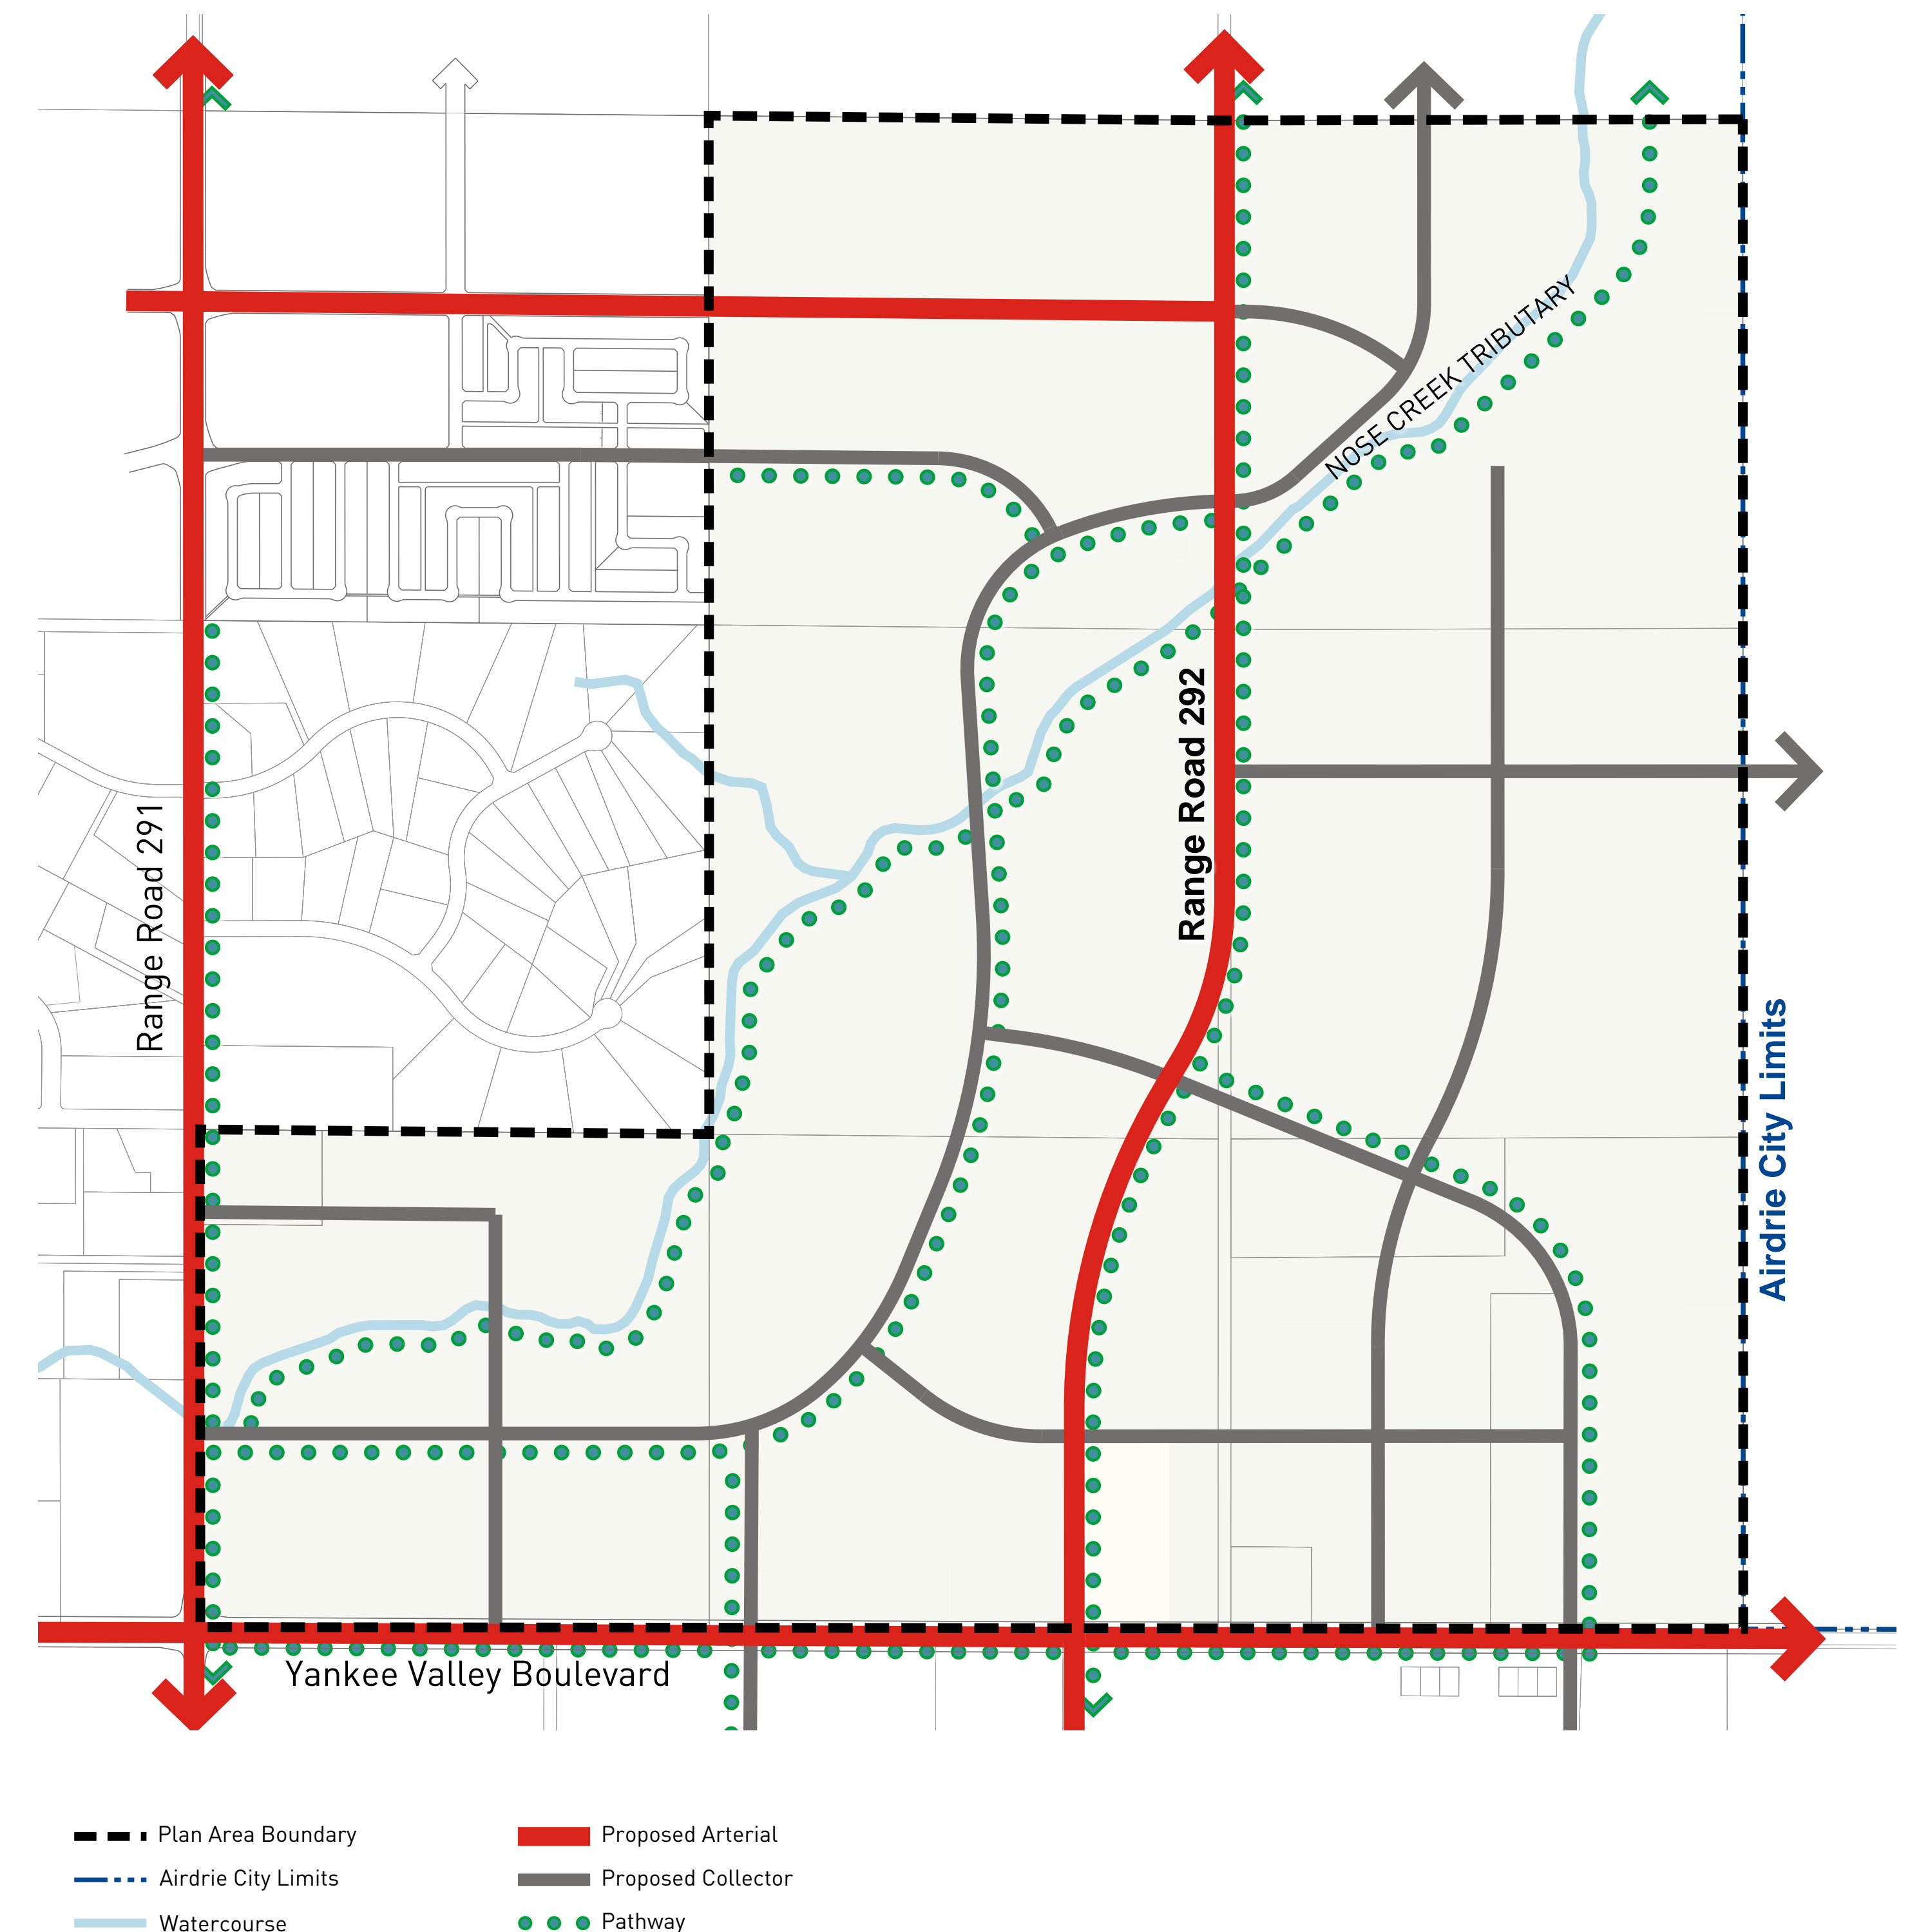 NOSE CREEK TRIBUTARY
Range Road 292
Range Road 291
Airdrie City Limits
Yankee Valley Boulevard
Plan Area Boundary
Proposed Arterial
Airdrie City Limits
Proposed Collector
Watercourse
Pathway